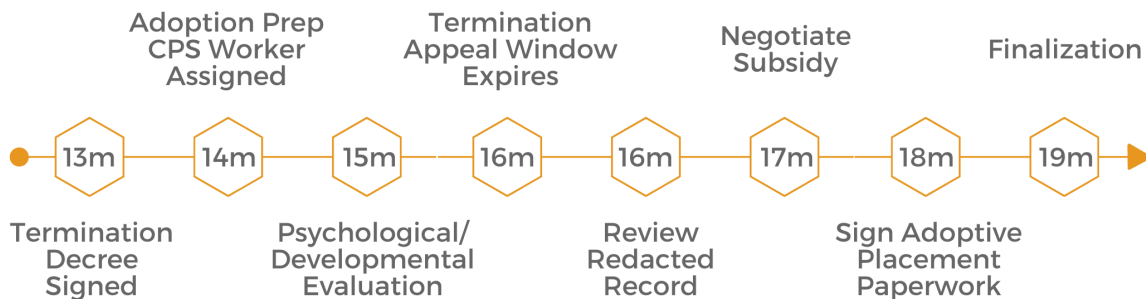 Adoption Prep
CPS Worker
Assigned
Termination
Appeal Window
Expires
Negotiate
Subsidy
Finalization
13m
14m
15m
16m
16m
17m
18m
19m
Termination
Decree
Signed
Psychological/
Developmental
Evaluation
Review
Redacted
Record
Sign Adoptive
Placement
Paperwork